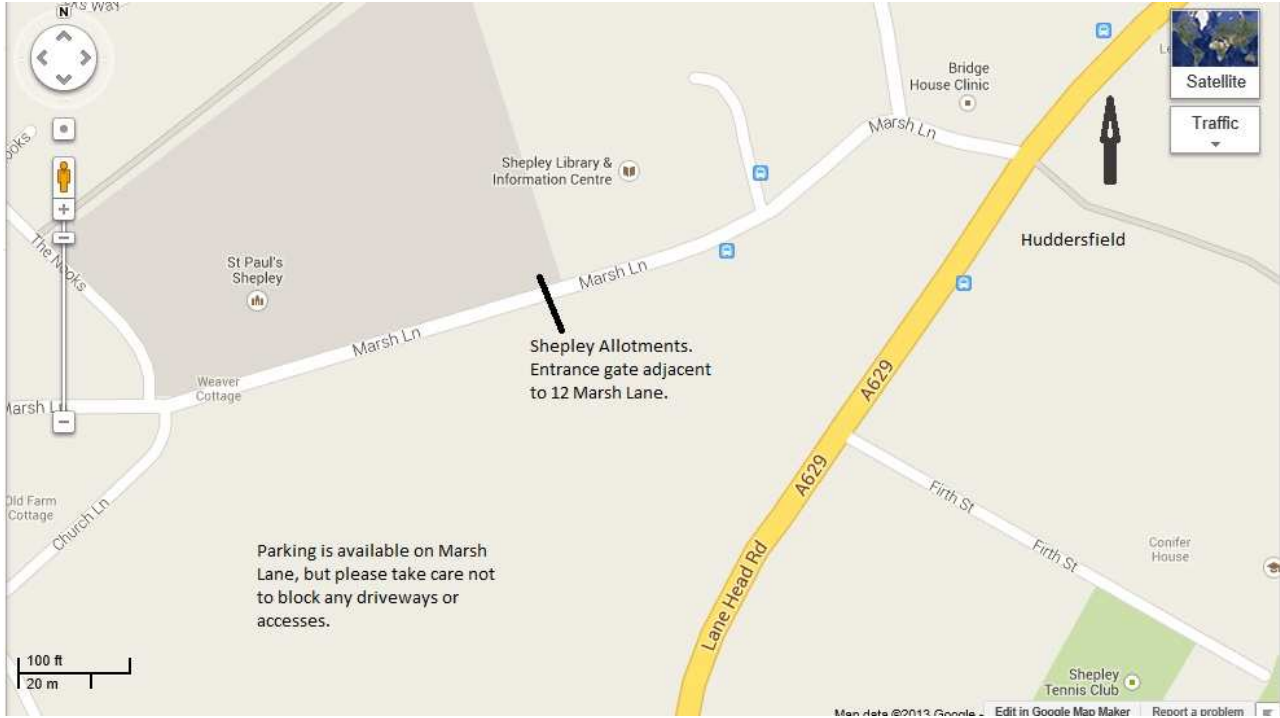 N
Satellite
Traffic
Bridge
House Clinic
Marsh Ln
Shepley Library &
Information Centre
Huddersfield
The Nooks
St Paul's
Shepley
Marsh Ln
Marsh Ln
Shepley Allotments.
Entrance gate adjacent
to 12 Marsh Lane.
Weaver
Cottage
Marsh Ln
A629
A629
Old Farm
Cottage
Church Ln
Firth St
Firth St
Conifer
House
Parking is available on Marsh
Lane, but please take care not
to block any driveways or
accesses.
Lane Head Rd
100 ft
20 m
Shepley
Tennis Club
Map data ©2013 Google -
Edit in Google Map Maker
Report a problem